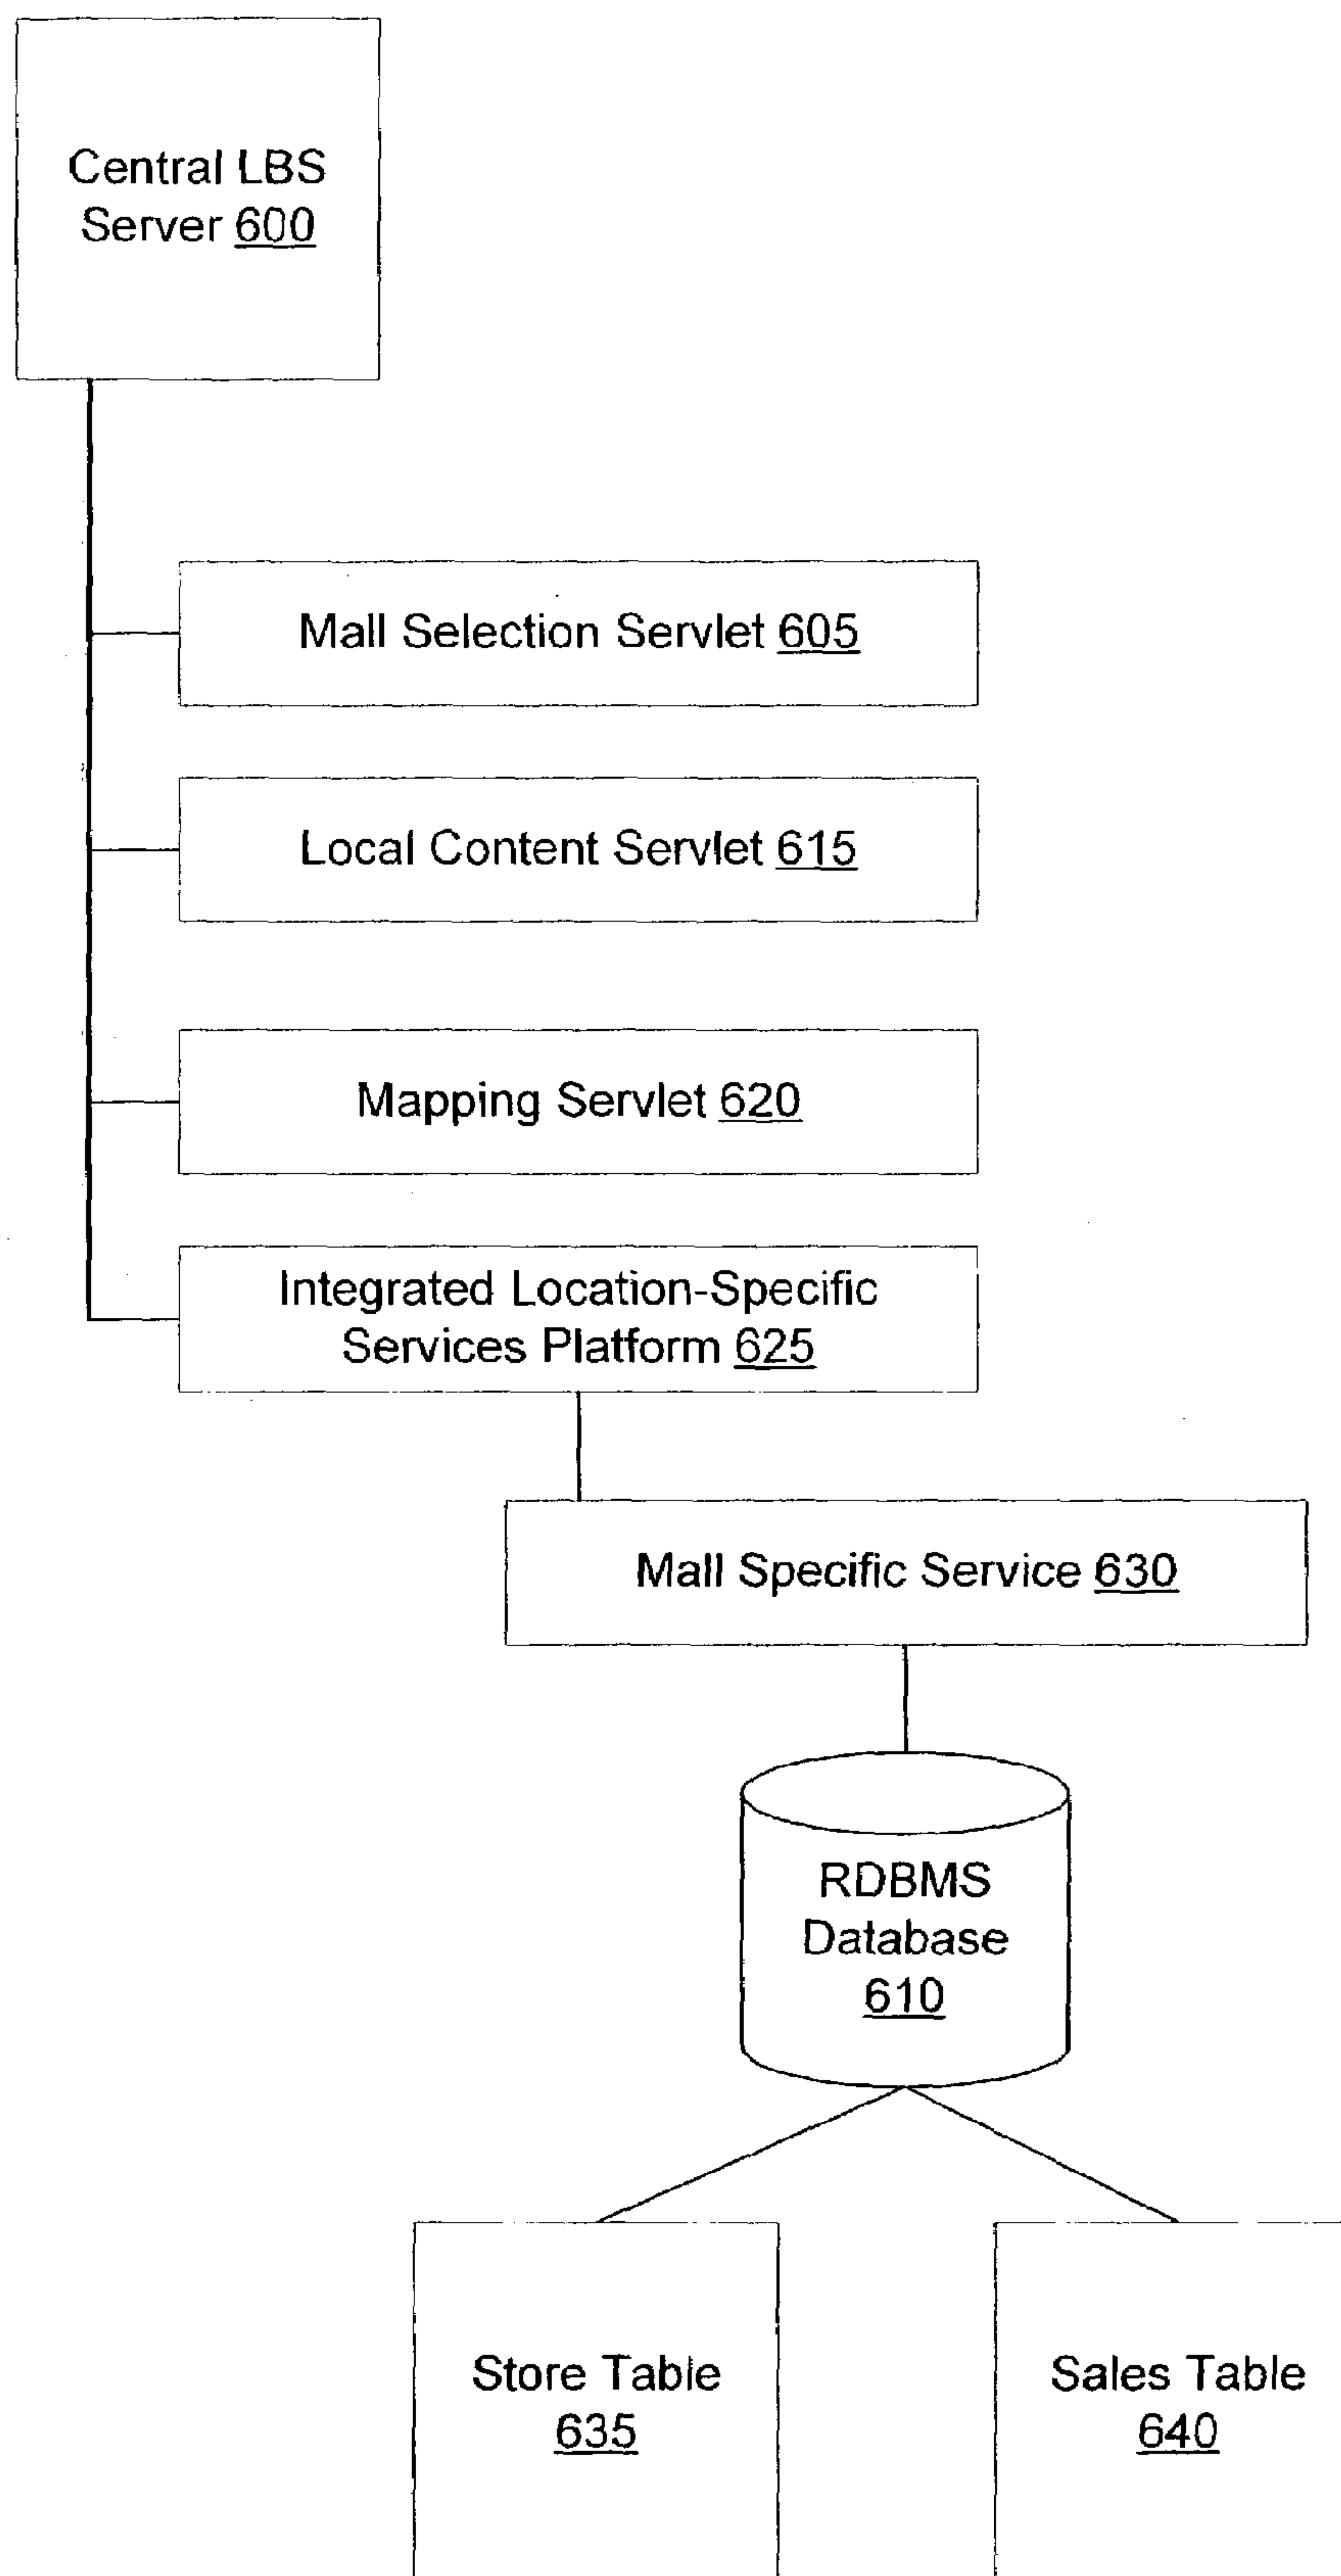 Central LBS
Server 600
Mall Selection Servlet 605
Local Content Servlet 615
Mapping Servlet 620
Integrated Location-Specific
Services Platform 625
Mall Specific Service 630
RDBMS
Database
610
Store Table
635
Sales Table
640